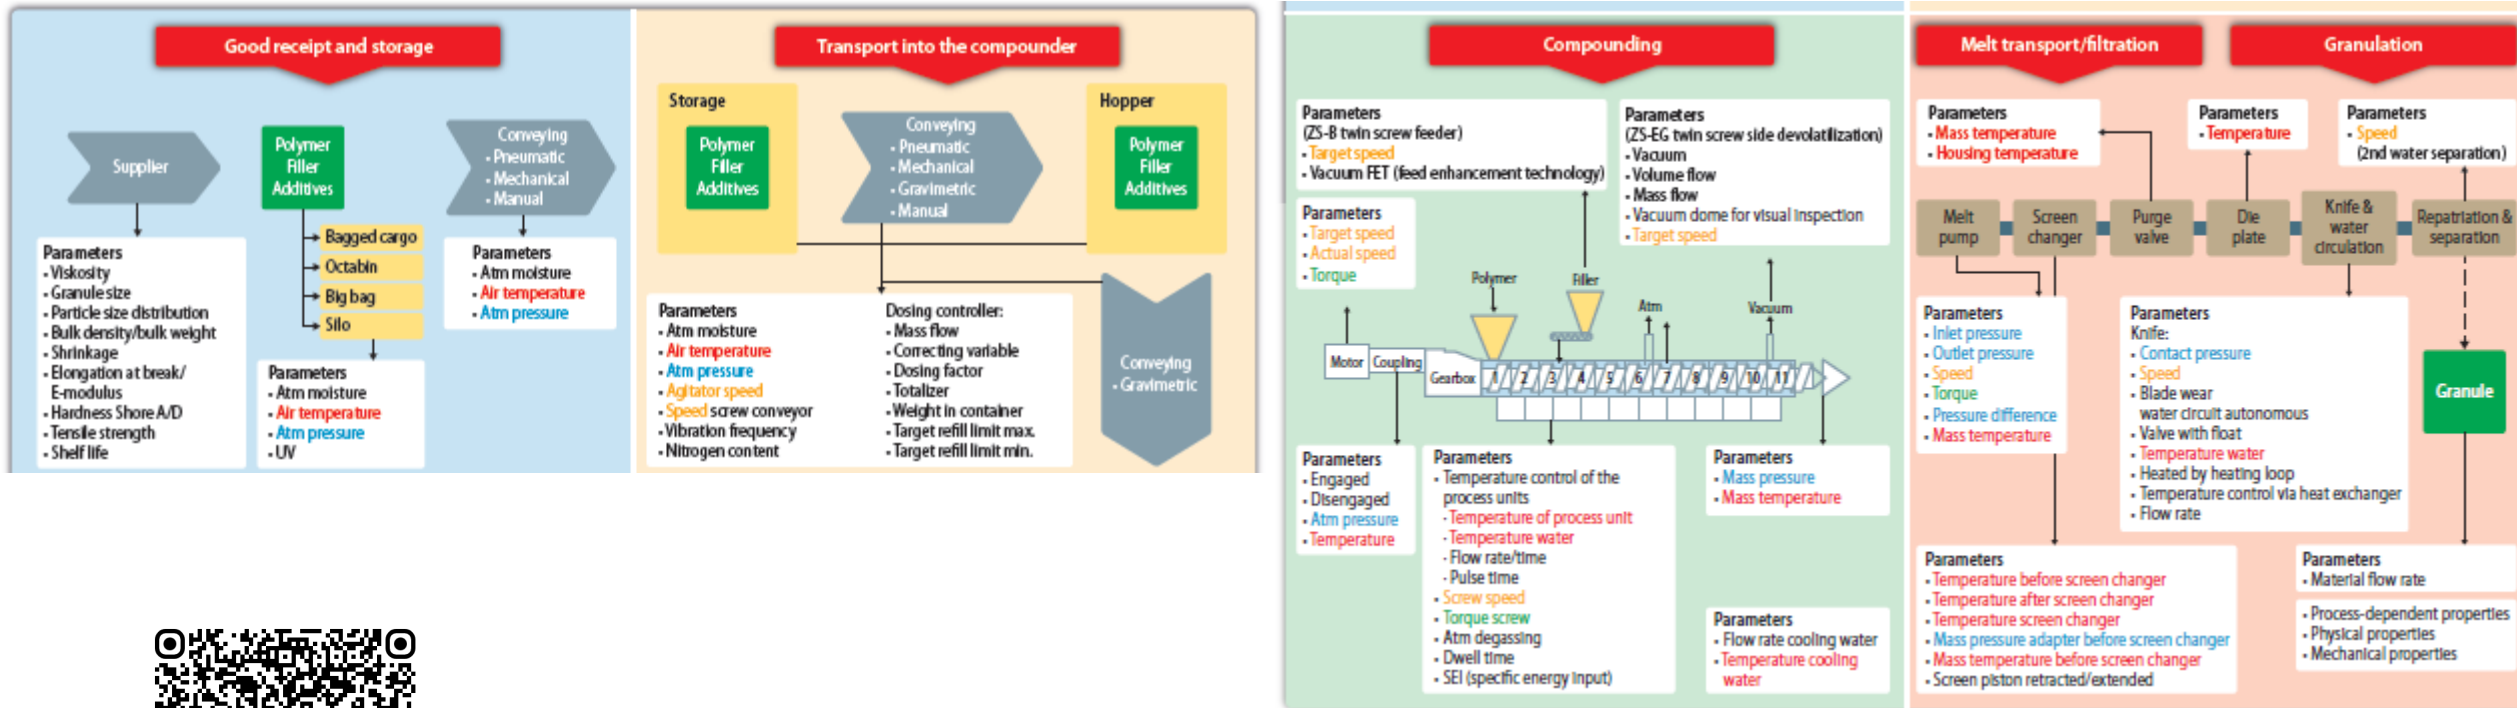 Good receipt and storage
Supplier
Polymer
Filler
Additives
Conveying
- Pneumatic
- Mechanical
- Manual
Bagged cargo
Octabin
Big bag
Silo
Parameters
- Viskosity
- Granule size
- Particle size distribution
- Bulk density/bulk weight
- Shrinkage
- Elongation at break/
E-modulus
- Hardness Shore A/D
- Tensile strength
- Shelf life
Parameters
- Atm moisture
- Air temperature
- Atm pressure
- UV
Parameters
- Atm moisture
- Air temperature
- Atm pressure
Transport into the compounder
Storage
Polymer
Filler
Additives
Conveying
- Pneumatic
- Mechanical
- Gravimetric
- Manual
Hopper
Polymer
Filler
Additives
Parameters
- Atm moisture
- Air temperature
- Atm pressure
- Agitator speed
- Speed screw conveyor
- Vibration frequency
- Nitrogen content
Dosing controller:
- Mass flow
- Correcting variable
- Dosing factor
- Totalizer
- Weight in container
- Target refill limit max.
- Target refill limit min.
Conveying
- Gravimetric
Compounding
Parameters
(ZS-B twin screw feeder)
- Target speed
- Vacuum FET (feed enhancement technology)
Parameters
(ZS-EG twin screw side devolatilization)
- Vacuum
- Volume flow
- Mass flow
- Vacuum dome for visual inspection
- Target speed
Parameters
- Target speed
- Actual speed
- Torque
Polymer
Filler
Atm
Vacuum
Motor
Coupling
Gearbox
1 2 3 4 5 6 7 8 9 10 11
Parameters
- Engaged
- Disengaged
- Atm pressure
- Temperature
Parameters
- Temperature control of the
process units
- Temperature of process unit
- Temperature water
- Flow rate/time
- Pulse time
- Screw speed
- Torque screw
- Atm degassing
- Dwell time
- SEI (specific energy input)
Parameters
- Mass pressure
- Mass temperature
Parameters
- Flow rate cooling water
- Temperature cooling
water
Melt transport/filtration
Granulation
Parameters
- Mass temperature
- Housing temperature
Parameters
- Temperature
Parameters
- Speed
(2nd water separation)
Melt
pump
Screen
changer
Purge
valve
Die
plate
Knife &
water
circulation
Repatriation &
separation
Parameters
- Inlet pressure
- Outlet pressure
- Speed
- Torque
- Pressure difference
- Mass temperature
Parameters
Knife:
- Contact pressure
- Speed
- Blade wear
water circuit autonomous
- Valve with float
- Temperature water
- Heated by heating loop
- Temperature control via heat exchanger
- Flow rate
Granule
Parameters
- Temperature before screen changer
- Temperature after screen changer
- Temperature screen changer
- Mass pressure adapter before screen changer
- Mass temperature before screen changer
- Screen piston retracted/extended
Parameters
- Material flow rate
- Process-dependent properties
- Physical properties
- Mechanical properties